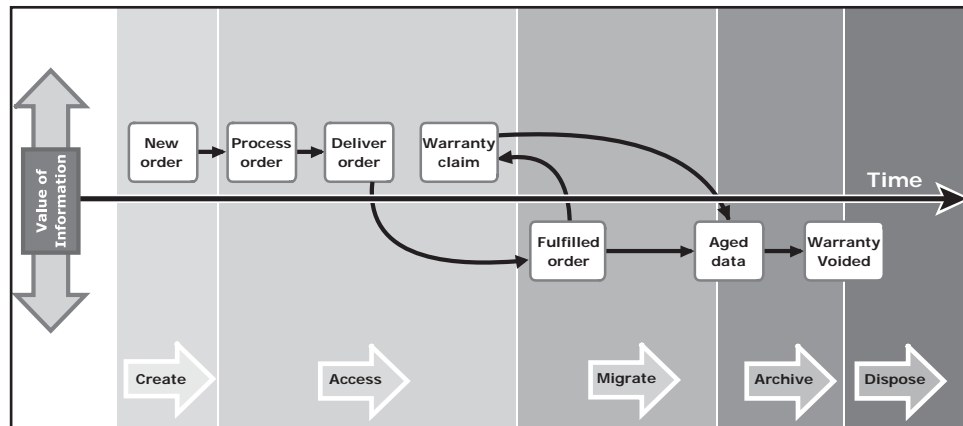 Value of
Information
New
order
Process
order
Deliver
order
Warranty
claim
Time
Fulfilled
order
Aged
data
Warranty
Voided
Create
Access
Migrate
Archive
Dispose